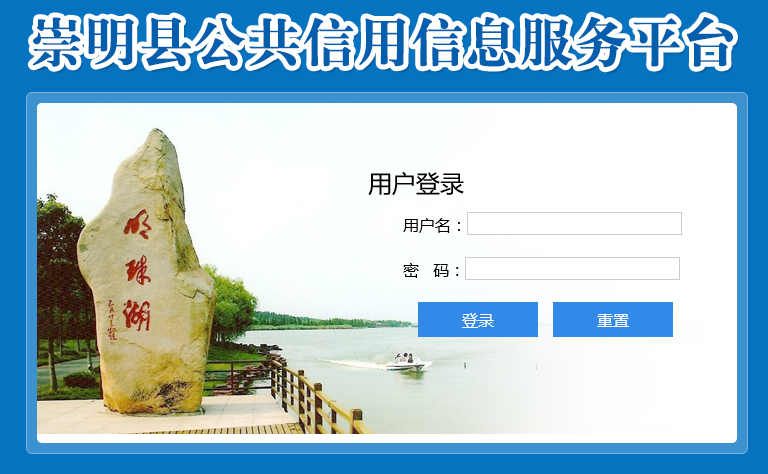 崇明县公共信用信息服务平台
用户登录
用户名：
密 码：
登录 重置
明
珠
湖